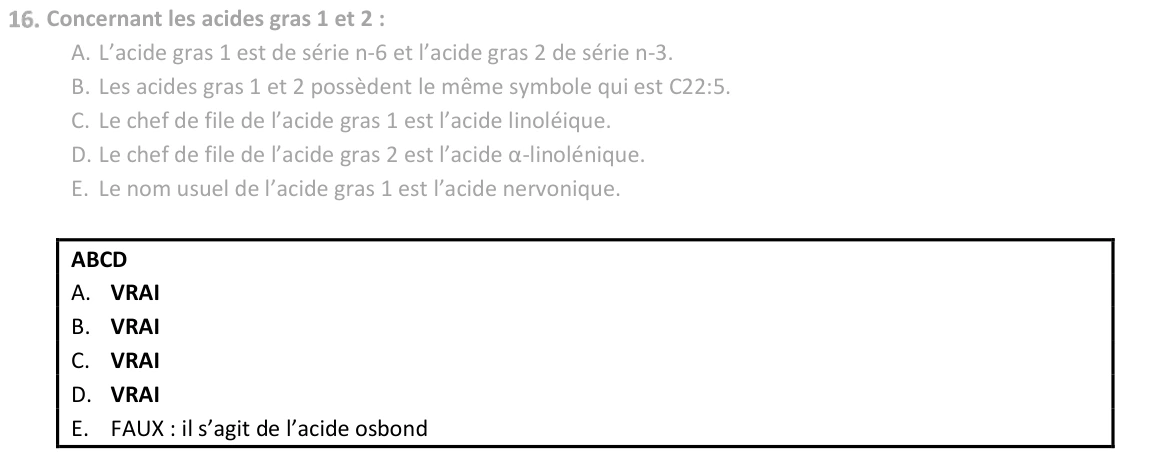 16. Concernant les acides gras 1 et 2 :
A. L’acide gras 1 est de série n-6 et l’acide gras 2 de série n-3.
B. Les acides gras 1 et 2 possèdent le même symbole qui est C22:5.
C. Le chef de file de l’acide gras 1 est l’acide linoléique.
D. Le chef de file de l’acide gras 2 est l’acide α-linolénique.
E. Le nom usuel de l’acide gras 1 est l’acide nervonique.
ABCD
A. VRAI
B. VRAI
C. VRAI
D. VRAI
E. FAUX : il s’agit de l’acide osbond